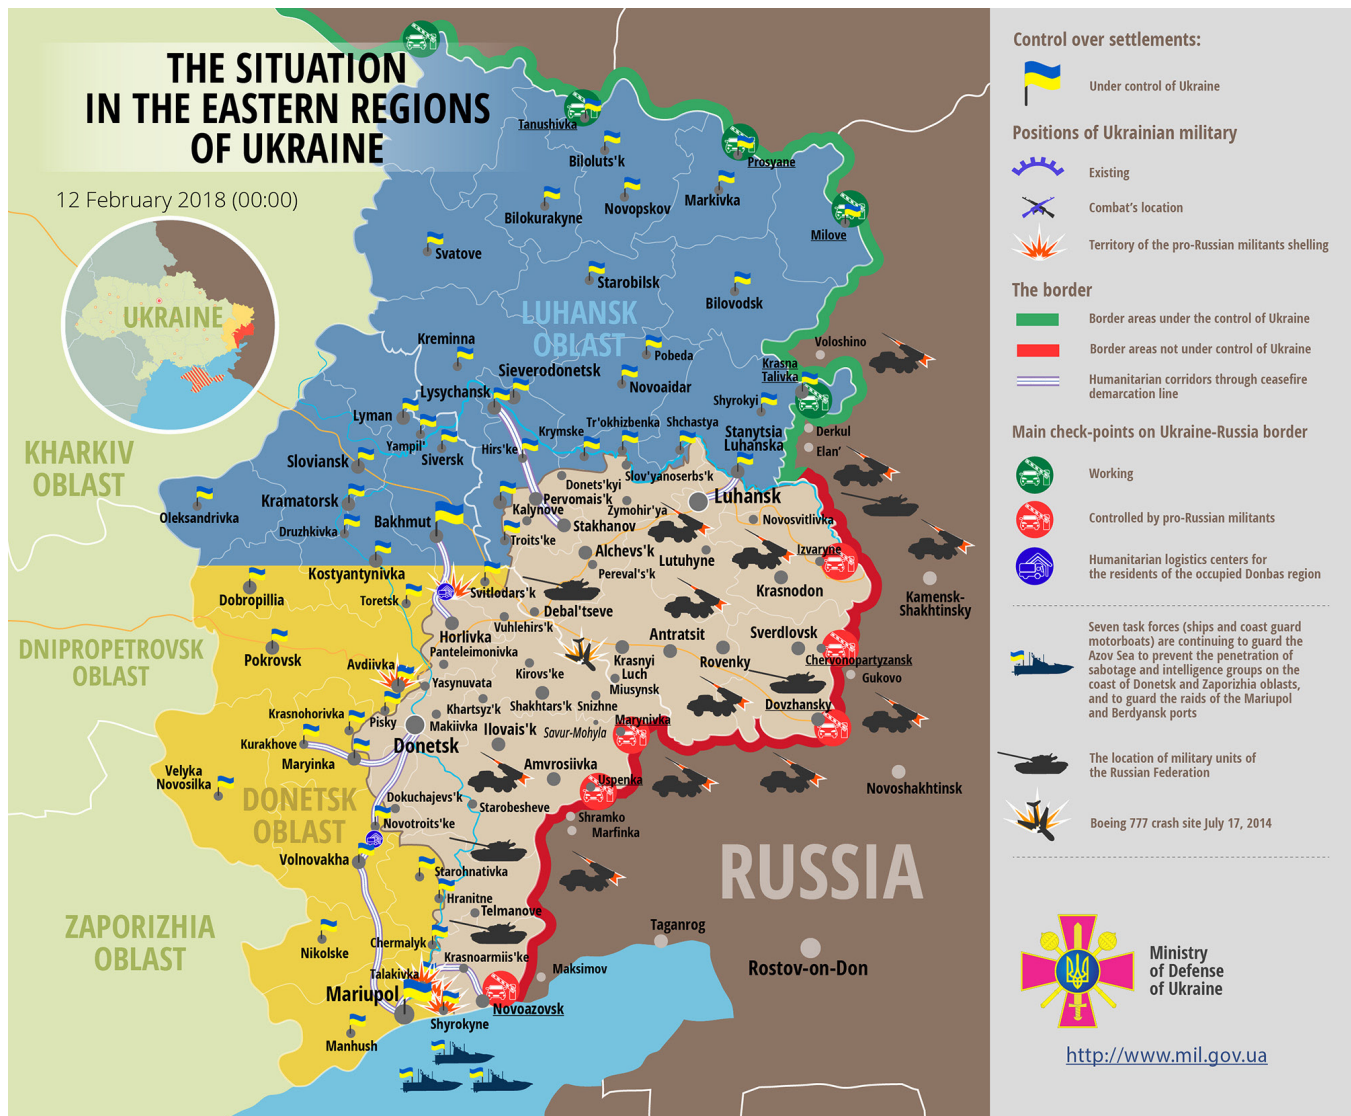 THE SITUATION
IN THE EASTERN REGIONS
OF UKRAINE
12 February 2018 (00:00)
UKRAINE
KHARKIV
OBLAST
DNIPROPETROVSK
OBLAST
ZAPORIZHIA
OBLAST
LUHANSK
OBLAST
DONETSK
OBLAST
RUSSIA
Tanushivka
Biloluts'k
Prosyane
Markivka
Novopskov
Bilokurakyne
Milove
Svatove
Starobilsk
Bilovodsk
Kreminna
Voloshino
Pobeda
Krasna
Talivka
Sieverodonetsk
Lysychansk
Novoaidar
Shyrokyi
Lyman
Yampil'
Siversk
Hirs'ke
Krymske
Tr'okhizbenka
Shchastya
Stanytsia
Luhanska
Derkul
Elan'
Sloviansk
Slov'yanoserbs'k
Donets'kyi
Luhansk
Oleksandrivka
Kramatorsk
Druzhkivka
Bakhmut
Pervomais'k
Kalynove
Zymohir'ya
Stakhanov
Novosvitlivka
Troits'ke
Alchevs'k
Lutuhyne
Izvaryne
Kostyantynivka
Pereval's'k
Krasnodon
Kamensk-
Shakhtinsky
Dobropillia
Toretsk
Svitlodars'k
Debal'tseve
Vuhlehirs'k
Horlivka
Panteleimonivka
Antratsit
Sverdlovsk
Pokrovsk
Avdiivka
Krasnyi
Luch
Rovenky
Chervonopartyzansk
Gukovo
Yasynuvata
Kirovs'ke
Miusynsk
Krasnohorivka
Pisky
Khartsyz'k
Shakhtars'k
Snizhne
Dovzhansky
Makiivka
Ilovais'k
Savur-Mohyla
Marynivka
Kurakhove
Donetsk
Maryinka
Velyka
Novosilka
Amvrosiivka
Uspenka
Novoshakhtinsk
Dokuchajevs'k
Starobesheve
Novotroits'ke
Shramko
Marfinka
Volnovakha
Starohnativka
Hranitne
Telmanove
Taganrog
Nikolske
Chermalyk
Krasnoarmiis'ke
Talakivka
Maksimov
Rostov-on-Don
Mariupol
Novoazovsk
Shyrokyne
Manhush
Control over settlements:
Under control of Ukraine
Positions of Ukrainian military
Existing
Combat's location
Territory of the pro-Russian militants shelling
The border
Border areas under the control of Ukraine
Border areas not under control of Ukraine
Humanitarian corridors through ceasefire
demarcation line
Main check-points on Ukraine-Russia border
Working
Controlled by pro-Russian militants
Humanitarian logistics centers for
the residents of the occupied Donbas region
Seven task forces (ships and coast guard
motorboats) are continuing to guard the
Azov Sea to prevent the penetration of
sabotage and intelligence groups on the
coast of Donetsk and Zaporizhia oblasts,
and to guard the raids of the Mariupol
and Berdyansk ports
The location of military units of
the Russian Federation
Boeing 777 crash site July 17, 2014
Ministry
of Defense
of Ukraine
http://www.mil.gov.ua